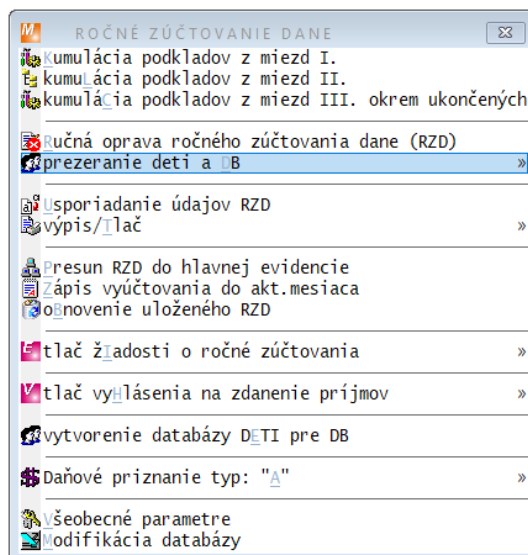 ROČNÉ ZÚČTOVANIE DANE
Kumulácia podkladov z miezd I.
kumuLácia podkladov z miezd II.
kumuláCia podkladov z miezd III. okrem ukončených
Ručná oprava ročného zúčtovania dane (RZD)
prezeranie deti a DB »
Usporiadanie údajov RZD
výpis/Tlač »
Presun RZD do hlavnej evidencie
Zápis vyúčtovania do akt.mesiaca
oBnovenie uloženého RZD
tlač žIadosti o ročné zúčtovania »
tlač vyHlásenia na zdanenie príjmov »
vytvorenie databázy DETI pre DB
Daňové priznanie typ: "A" »
Všeobecné parametre
Modifikácia databázy